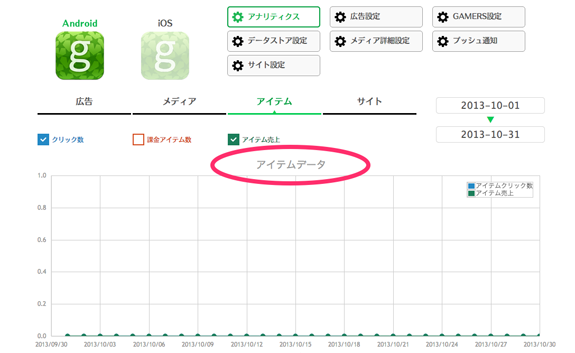 Android
iOS
g
g
アナリティクス
広告設定
GAMERS設定
データストア設定
メディア詳細設定
プッシュ通知
サイト設定
広告
メディア
アイテム
サイト
2013-10-01
2013-10-31
クリック数
課金アイテム数
アイテム売上
アイテムデータ
アイテムクリック数
アイテム売上
1.0
0.8
0.6
0.4
0.2
0.0
2013/09/30
2013/10/03
2013/10/06
2013/10/09
2013/10/12
2013/10/15
2013/10/18
2013/10/21
2013/10/24
2013/10/27
2013/10/30